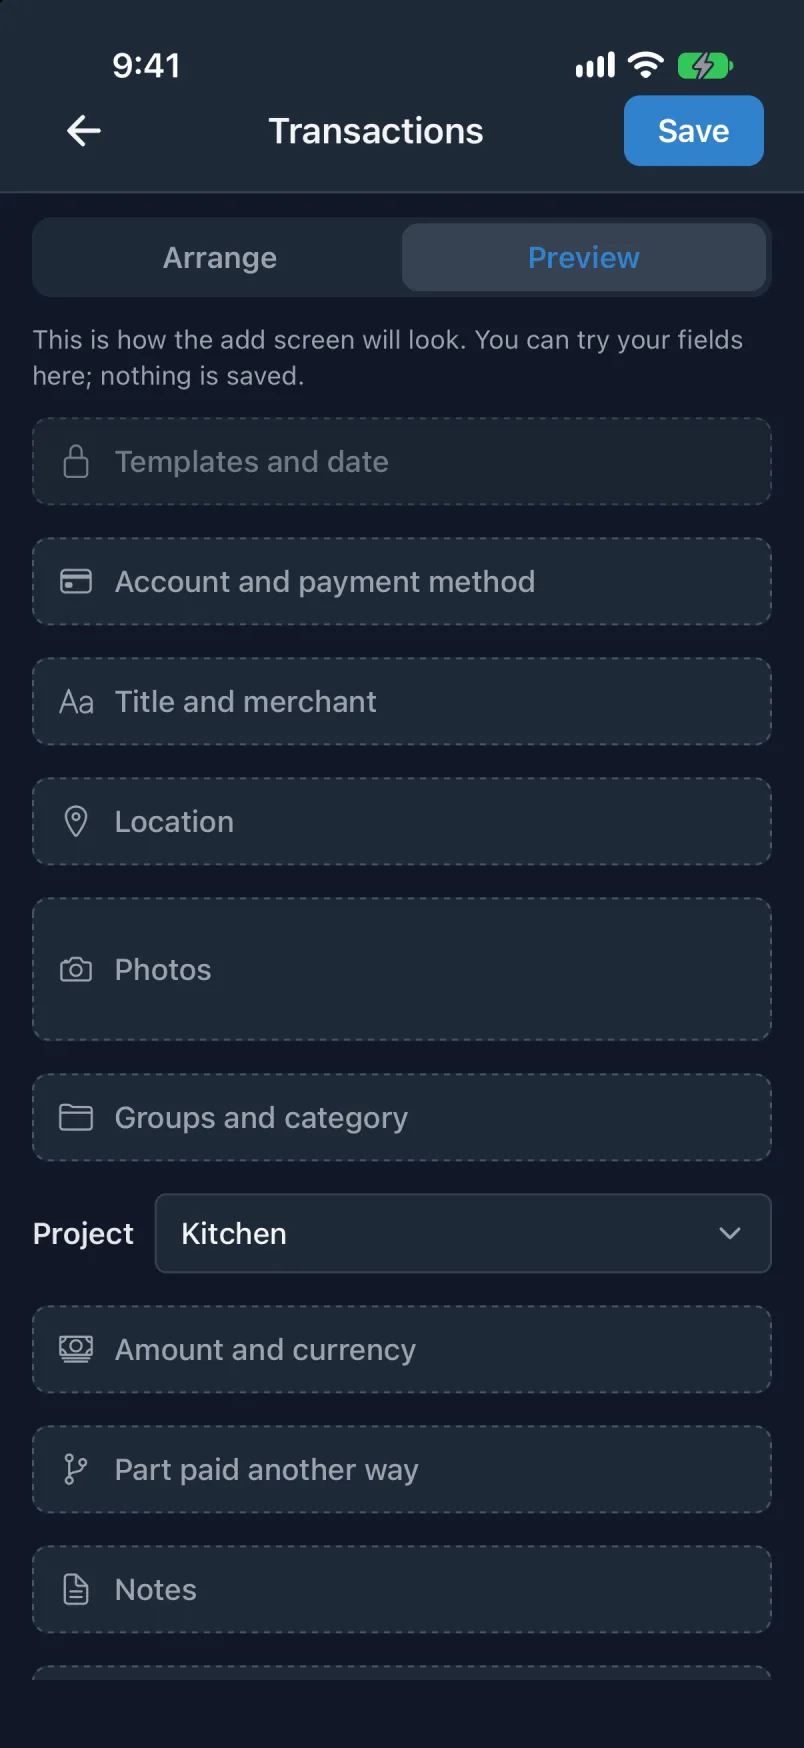 9:41
Transactions
Save
Arrange
Preview
This is how the add screen will look. You can try your fields
here; nothing is saved.
Templates and date
Account and payment method
Aa Title and merchant
Location
Photos
Groups and category
Project
Kitchen
Amount and currency
Part paid another way
Notes